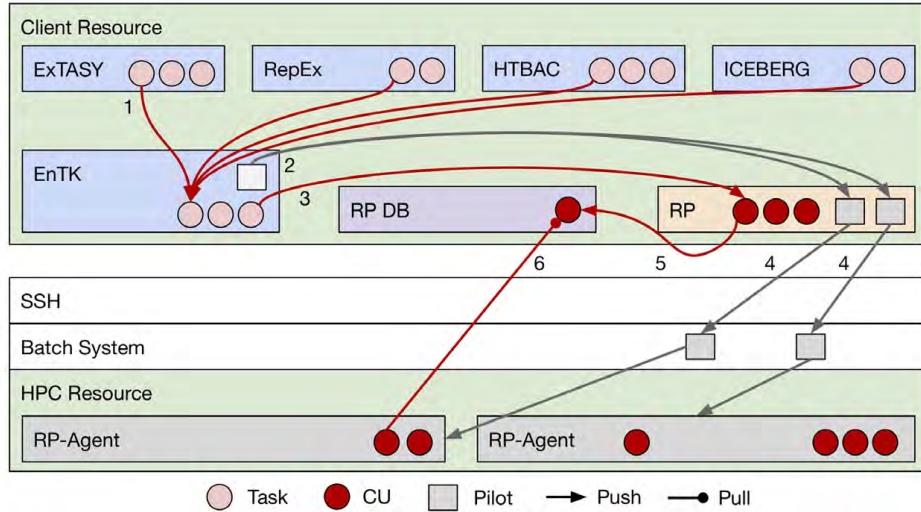 Client Resource
ExTASY
RepEx
HTBAC
ICEBERG
1
EnTK
2
3
RP DB
RP
6
5
4
4
SSH
Batch System
HPC Resource
RP-Agent
RP-Agent
Task
CU
Pilot
Push
Pull